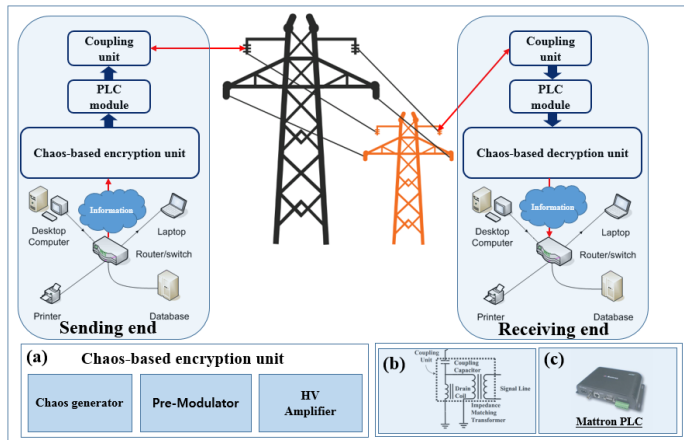 Coupling
unit
PLC
module
Chaos-based encryption unit
Information
Desktop
Computer
Laptop
Router/switch
Printer
Database
Sending end
Coupling
unit
PLC
module
Chaos-based decryption unit
Information
Desktop
Computer
Laptop
Router/switch
Printer
Database
Receiving end
(a)
Chaos-based encryption unit
Chaos generator
Pre-Modulator
HV
Amplifier
(b)
Coupling
Unit
Coupling
Capacitor
Drain
Coil
Signal Line
Impedance
Matching
Transformer
(c)
Mattron PLC